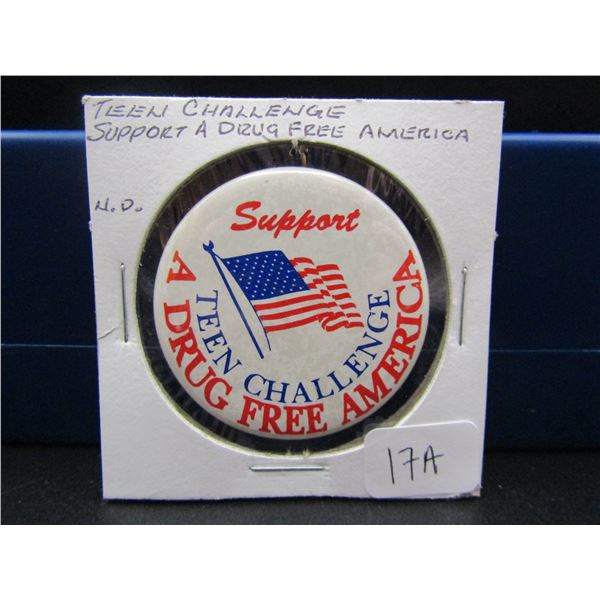 TEEN CHALLENGE
SUPPORT A DRUG FREE AMERICA
N.D.
Support
TEEN CHALLENGE
A DRUG FREE AMERICA
17A